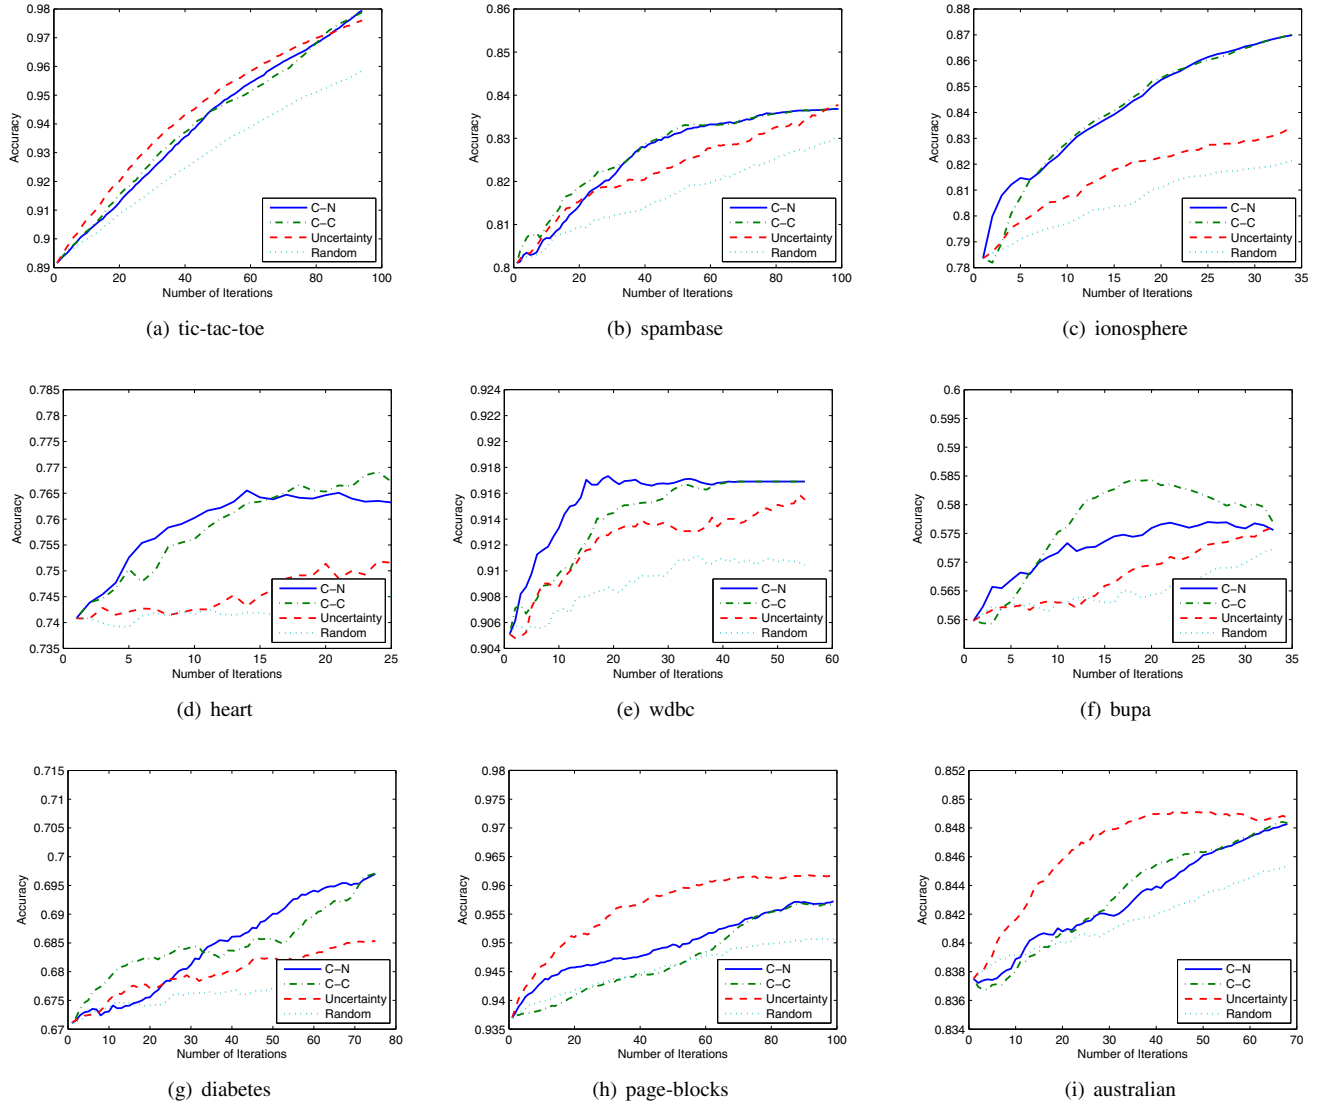 0.98
0.97
0.96
0.95
0.94
0.93
0.92
0.91
0.9
0.89
0
20
40
60
80
100
Accuracy
Number of Iterations
C−N
C−C
Uncertainty
Random
(a) tic-tac-toe
0.86
0.85
0.84
0.83
0.82
0.81
0.8
0
20
40
60
80
100
Accuracy
Number of Iterations
C−N
C−C
Uncertainty
Random
(b) spambase
0.88
0.87
0.86
0.85
0.84
0.83
0.82
0.81
0.8
0.79
0.78
0
5
10
15
20
25
30
35
Accuracy
Number of Iterations
C−N
C−C
Uncertainty
Random
(c) ionosphere
0.785
0.78
0.775
0.77
0.765
0.76
0.755
0.75
0.745
0.74
0.735
0
5
10
15
20
25
Accuracy
Number of Iterations
C−N
C−C
Uncertainty
Random
(d) heart
0.924
0.922
0.92
0.918
0.916
0.914
0.912
0.91
0.908
0.906
0.904
0
10
20
30
40
50
60
Accuracy
Number of Iterations
C−N
C−C
Uncertainty
Random
(e) wdbc
0.6
0.595
0.59
0.585
0.58
0.575
0.57
0.565
0.56
0
5
10
15
20
25
30
35
Accuracy
Number of Iterations
C−N
C−C
Uncertainty
Random
(f) bupa
0.715
0.71
0.705
0.7
0.695
0.69
0.685
0.68
0.675
0.67
0
10
20
30
40
50
60
70
80
Accuracy
Number of Iterations
C−N
C−C
Uncertainty
Random
(g) diabetes
0.98
0.975
0.97
0.965
0.96
0.955
0.95
0.945
0.94
0.935
0
20
40
60
80
100
Accuracy
Number of Iterations
C−N
C−C
Uncertainty
Random
(h) page-blocks
0.852
0.85
0.848
0.846
0.844
0.842
0.84
0.838
0.836
0.834
0
10
20
30
40
50
60
70
Accuracy
Number of Iterations
C−N
C−C
Uncertainty
Random
(i) australian